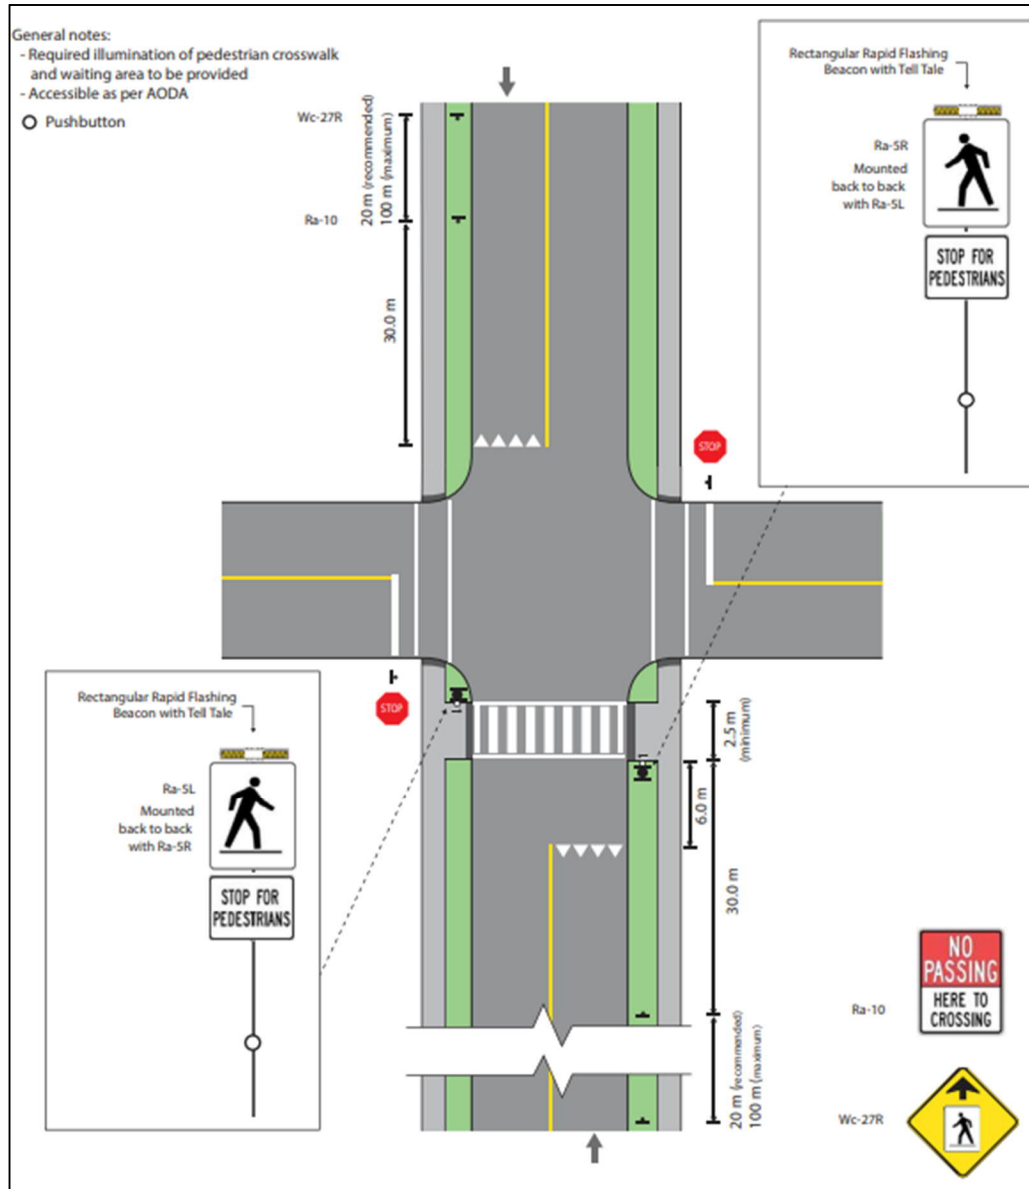 General notes:
- Required illumination of pedestrian crosswalk
and waiting area to be provided
- Accessible as per AODA
Pushbutton
Wc-27R
20 m (recommended)
100 m (maximum)
Ra-10
30.0 m
Rectangular Rapid Flashing
Beacon with Tell Tale
Ra-5R
Mounted
back to back
with Ra-5L
STOP FOR
PEDESTRIANS
STOP
STOP
Rectangular Rapid Flashing
Beacon with Tell Tale
Ra-5L
Mounted
back to back
with Ra-5R
STOP FOR
PEDESTRIANS
2.5 m
(minimum)
6.0 m
30.0 m
20 m (recommended)
100 m (maximum)
Ra-10
NO
PASSING
HERE TO
CROSSING
Wc-27R